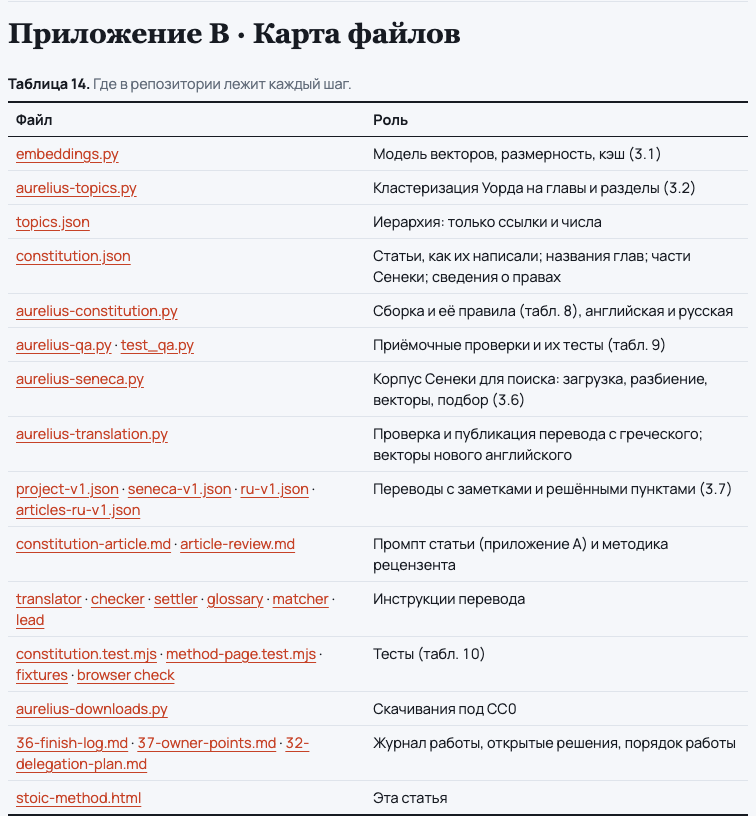 Приложение B · Карта файлов
Таблица 14. Где в репозитории лежит каждый шаг.
Файл Роль
embeddings.py Модель векторов, размерность, кэш (3.1)
aurelius-topics.py Кластеризация Уорда на главы и разделы (3.2)
topics.json Иерархия: только ссылки и числа
constitution.json Статьи, как их написали; названия глав; части
Сенеки; сведения о правах
aurelius-constitution.py Сборка и её правила (табл. 8), английская и русская
aurelius-qa.py · test_qa.py Приёмочные проверки и их тесты (табл. 9)
aurelius-seneca.py Корпус Сенеки для поиска: загрузка, разбиение,
векторы, подбор (3.6)
aurelius-translation.py Проверка и публикация перевода с греческого;
векторы нового английского
project-v1.json · seneca-v1.json · ru-v1.json · Переводы с заметками и решёнными пунктами (3.7)
articles-ru-v1.json
constitution-article.md · article-review.md Промпт статьи (приложение A) и методика
рецензента
translator · checker · settler · glossary · matcher · Инструкции перевода
lead
constitution.test.mjs · method-page.test.mjs · Тесты (табл. 10)
fixtures · browser check
aurelius-downloads.py Скачивания под CC0
36-finish-log.md · 37-owner-points.md · 32- Журнал работы, открытые решения, порядок работы
delegation-plan.md
stoic-method.html Эта статья